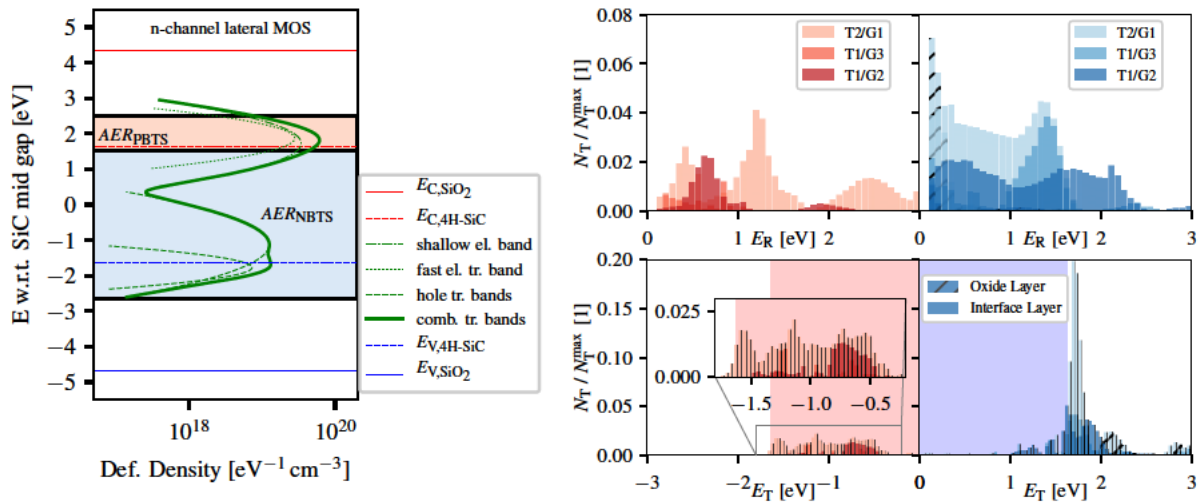 n-channel lateral MOS
E w.r.t. SiC mid gap [eV]
5
4
3
2
1
0
−1
−2
−3
−4
−5
AER_PBTS
AER_NBTS
10^18
10^20
Def. Density [eV^−1 cm^−3]
E_C,SiO2
E_C,4H-SiC
shallow el. band
fast el. tr. band
hole tr. bands
comb. tr. bands
E_V,4H-SiC
E_V,SiO2
N_T / N_T^max [1]
0.08
0.06
0.04
0.02
0.00
T2/G1
T1/G3
T1/G2
0
1
2
E_R [eV]
T2/G1
T1/G3
T1/G2
0
1
2
3
E_R [eV]
N_T / N_T^max [1]
0.20
0.15
0.10
0.05
0.00
0.025
0.000
−1.5
−1.0
−0.5
−3
−2
−1
E_T [eV]
Oxide Layer
Interface Layer
0
1
2
3
E_T [eV]